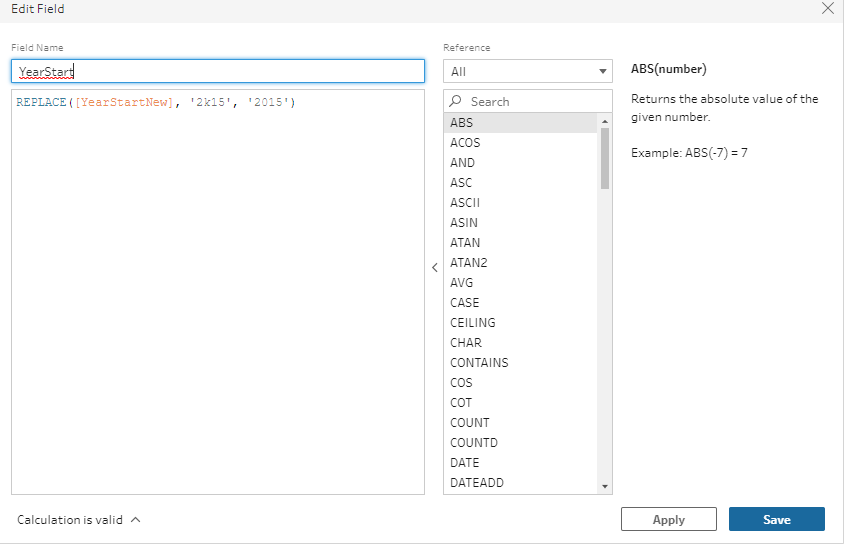 Edit Field
Field Name
YearStart
REPLACE([YearStartNew], '2k15', '2015')
Reference
All
Search
ABS
ACOS
AND
ASC
ASCII
ASIN
ATAN
ATAN2
AVG
CASE
CEILING
CHAR
CONTAINS
COS
COT
COUNT
COUNTD
DATE
DATEADD
ABS(number)
Returns the absolute value of the
given number.
Example: ABS(-7) = 7
Calculation is valid
Apply
Save